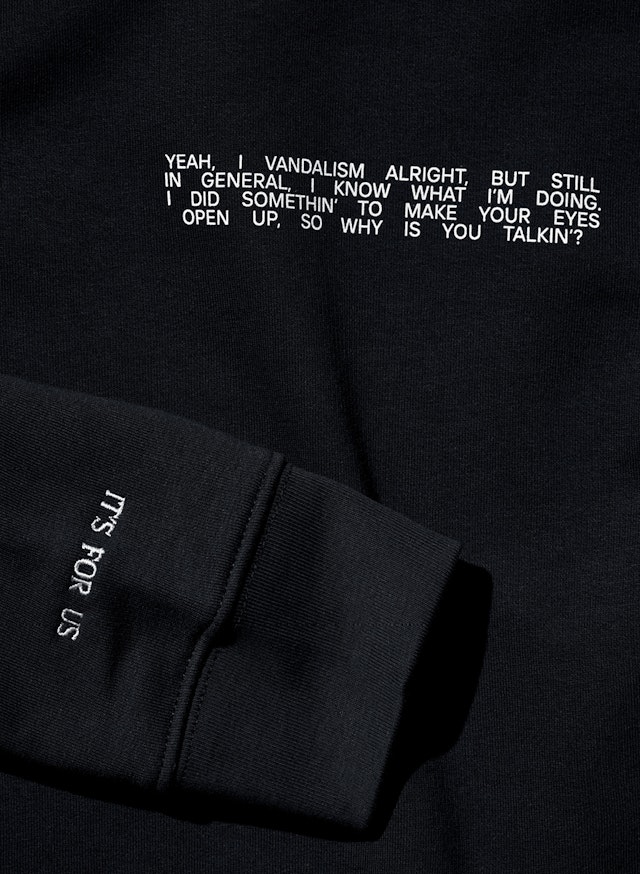 YEAH, I VANDALISM ALRIGHT, BUT STILL
IN GENERAL, I KNOW WHAT I'M DOING.
I DID SOMETHIN' TO MAKE YOUR EYES
OPEN UP, SO WHY IS YOU TALKIN'?
IT'S FOR US